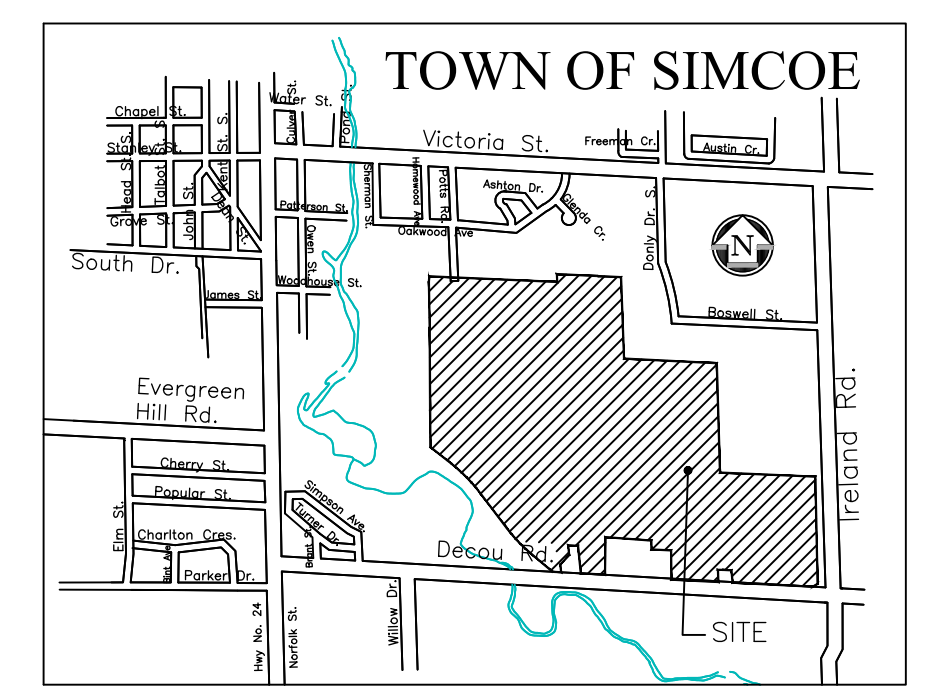 TOWN OF SIMCOE
Chapel St.
Water St.
Culver St.
Pond St.
Victoria St.
Freeman Cr.
Austin Cr.
Stanley St.
Head St. S.
Talbot St. S.
Kent St. S.
John St.
Dean St.
Grove St.
Patterson St.
Sherman St.
Homewood Ave
Potts Rd.
Ashton Dr.
Glenda Cr.
Oakwood Ave
Donly Dr. S.
N
South Dr.
Owen St.
Woodhouse St.
James St.
Boswell St.
Evergreen
Hill Rd.
Ireland Rd.
Cherry St.
Popular St.
Simpson Ave.
Turner Dr.
Brant St.
Elm St.
Charlton Cres.
Bint Ave
Parker Dr.
Decou Rd.
Hwy No. 24
Norfolk St.
Willow Dr.
SITE